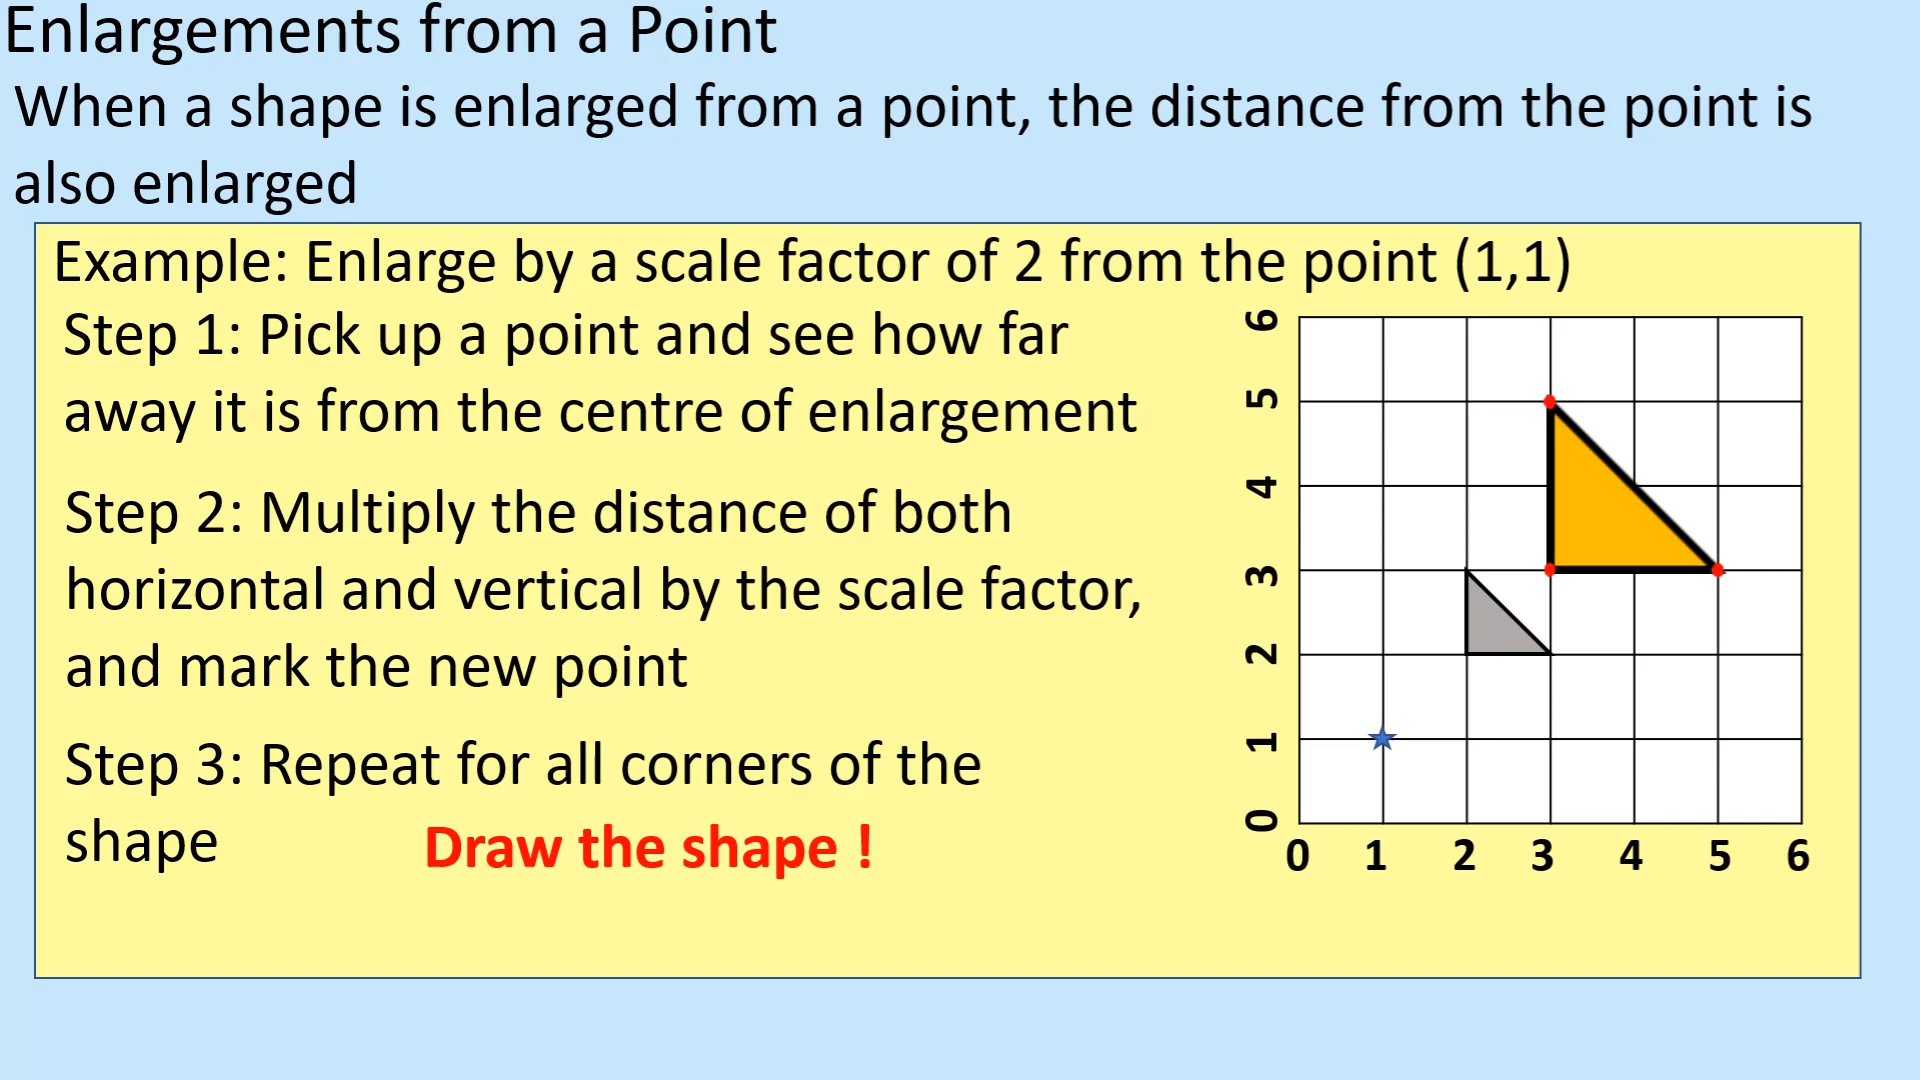 Enlargements from a Point
When a shape is enlarged from a point, the distance from the point is
also enlarged
Example: Enlarge by a scale factor of 2 from the point (1,1)
Step 1: Pick up a point and see how far
away it is from the centre of enlargement
Step 2: Multiply the distance of both
horizontal and vertical by the scale factor,
and mark the new point
Step 3: Repeat for all corners of the
shape
Draw the shape !
6
5
4
3
2
1
0
0 1 2 3 4 5 6